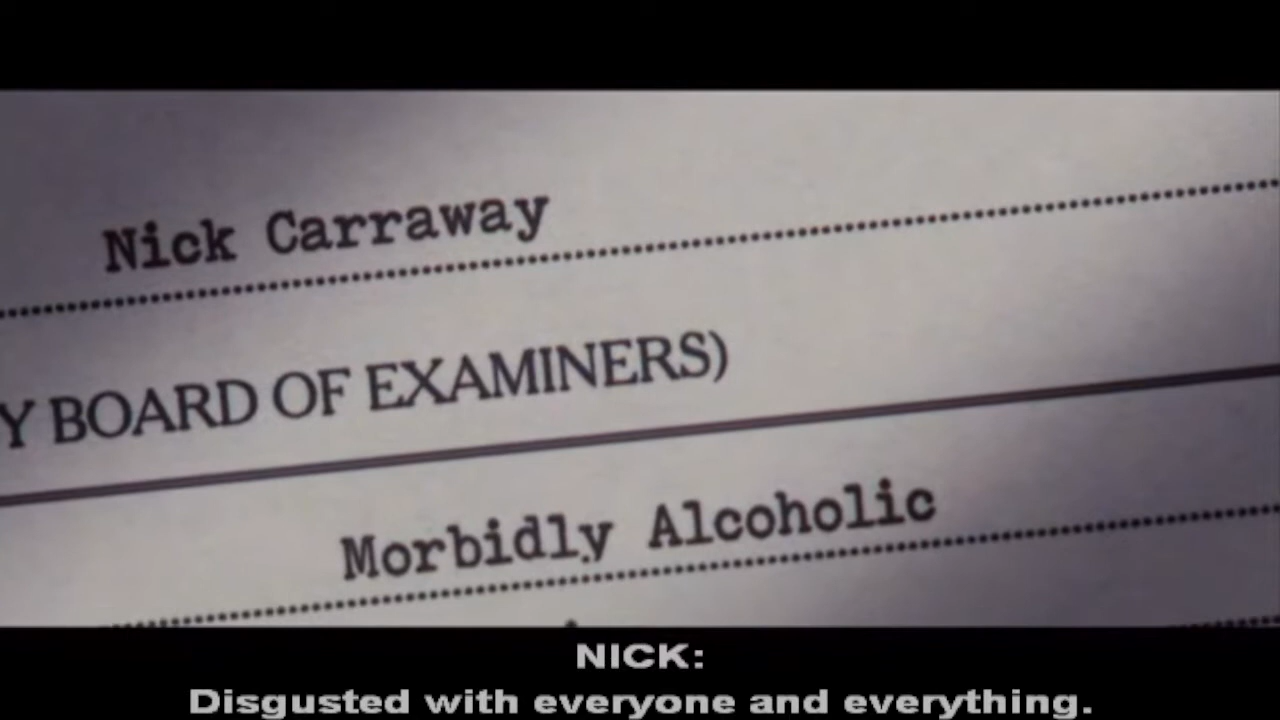 Nick Carraway
Y BOARD OF EXAMINERS)
Morbidly Alcoholic
NICK:
Disgusted with everyone and everything.